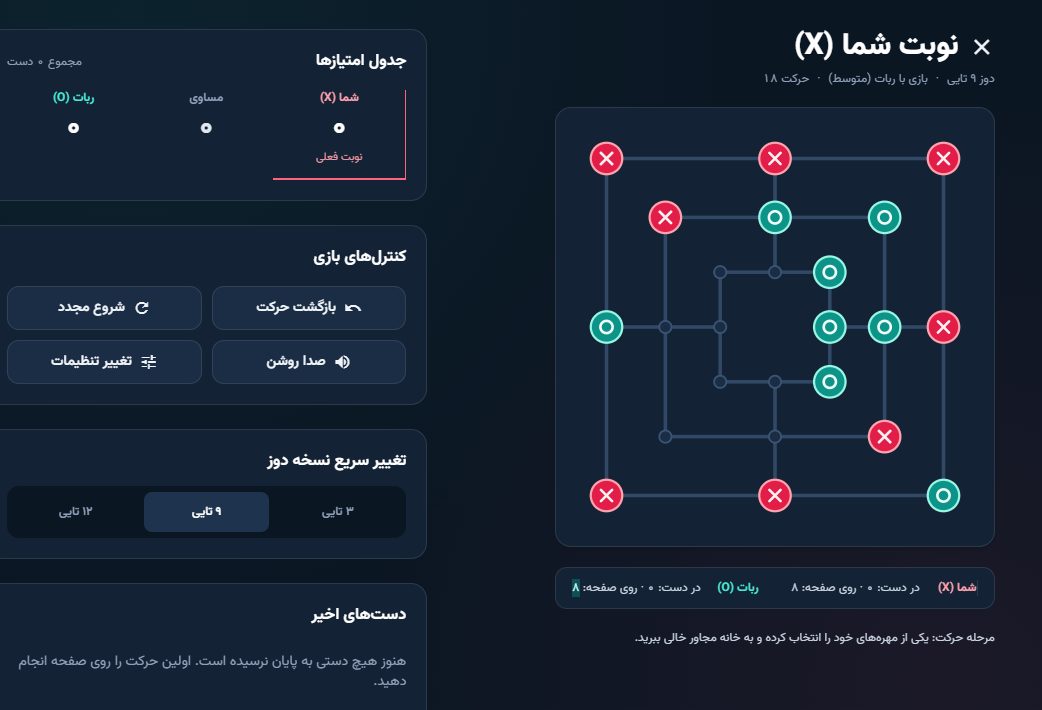 نوبت شما (X)
دوز ۹ تایی · بازی با ربات (متوسط) · حرکت ۱۸
شما (X) در دست: ۰ · روی صفحه: ۸ ربات (O) در دست: ۰ · روی صفحه: ۸
مرحله حرکت: یکی از مهره‌های خود را انتخاب کرده و به خانه مجاور خالی ببرید.
جدول امتیازها
مجموع ۰ دست
شما (X)
۰
نوبت فعلی
مساوی
۰
ربات (O)
۰
کنترل‌های بازی
بازگشت حرکت
شروع مجدد
صدا روشن
تغییر تنظیمات
تغییر سریع نسخه دوز
۳ تایی
۹ تایی
۱۲ تایی
دست‌های اخیر
هنوز هیچ دستی به پایان نرسیده است. اولین حرکت را روی صفحه انجام
دهید.